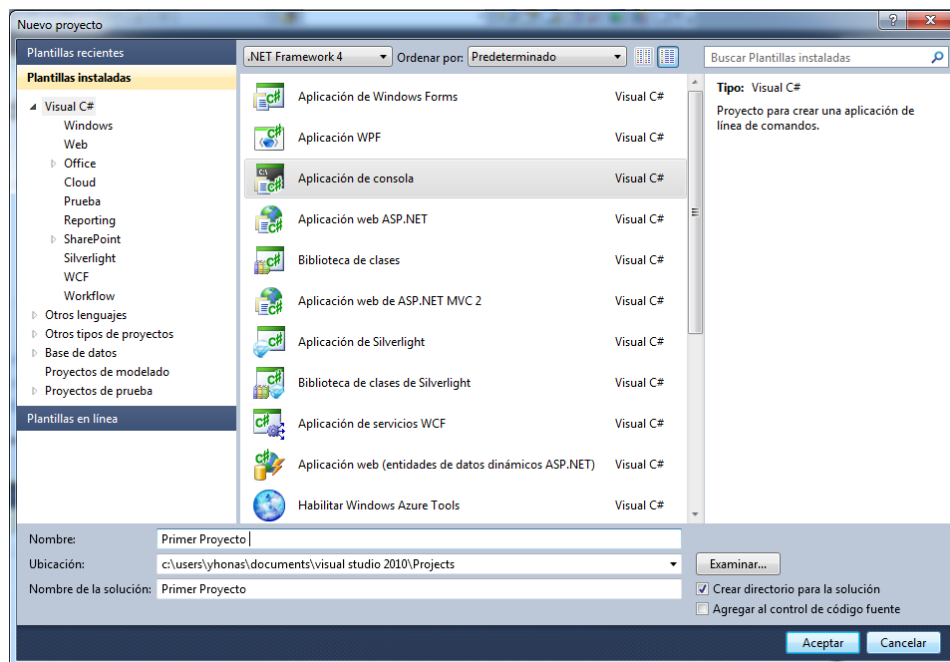 Nuevo proyecto
Plantillas recientes
Plantillas instaladas
Visual C#
Windows
Web
Office
Cloud
Prueba
Reporting
SharePoint
Silverlight
WCF
Workflow
Otros lenguajes
Otros tipos de proyectos
Base de datos
Proyectos de modelado
Proyectos de prueba
Plantillas en línea
.NET Framework 4 Ordenar por: Predeterminado
Aplicación de Windows Forms Visual C#
Aplicación WPF Visual C#
Aplicación de consola Visual C#
Aplicación web ASP.NET Visual C#
Biblioteca de clases Visual C#
Aplicación web de ASP.NET MVC 2 Visual C#
Aplicación de Silverlight Visual C#
Biblioteca de clases de Silverlight Visual C#
Aplicación de servicios WCF Visual C#
Aplicación web (entidades de datos dinámicos ASP.NET) Visual C#
Habilitar Windows Azure Tools Visual C#
Buscar Plantillas instaladas
Tipo: Visual C#
Proyecto para crear una aplicación de
línea de comandos.
Nombre: Primer Proyecto
Ubicación: c:\users\yhonas\documents\visual studio 2010\Projects Examinar...
Nombre de la solución: Primer Proyecto
Crear directorio para la solución
Agregar al control de código fuente
Aceptar Cancelar